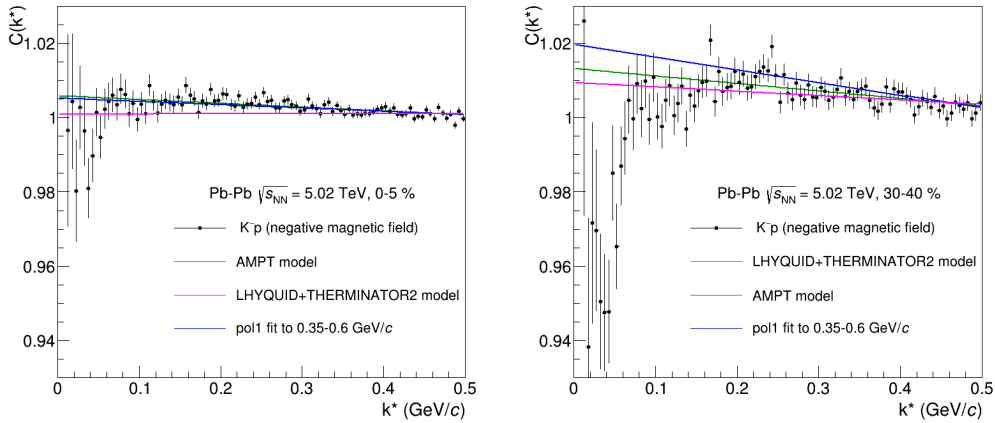 C(k*)
1.02
1
0.98
0.96
0.94
Pb-Pb √sNN = 5.02 TeV, 0-5 %
K⁻p (negative magnetic field)
AMPT model
LHYQUID+THERMINATOR2 model
pol1 fit to 0.35-0.6 GeV/c
0 0.1 0.2 0.3 0.4 0.5
k* (GeV/c)
C(k*)
1.02
1
0.98
0.96
0.94
Pb-Pb √sNN = 5.02 TeV, 30-40 %
K⁻p (negative magnetic field)
LHYQUID+THERMINATOR2 model
AMPT model
pol1 fit to 0.35-0.6 GeV/c
0 0.1 0.2 0.3 0.4 0.5
k* (GeV/c)